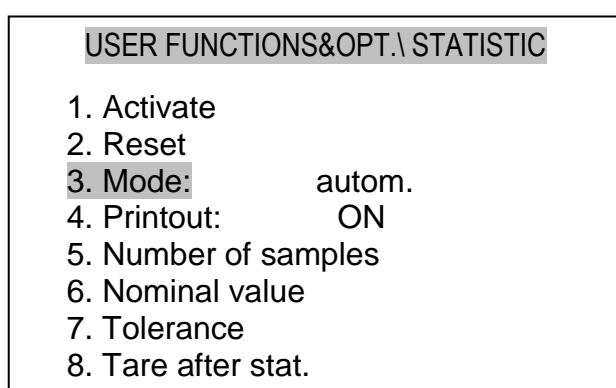 USER FUNCTIONS&OPT.\ STATISTIC
1. Activate
2. Reset
3. Mode: autom.
4. Printout: ON
5. Number of samples
6. Nominal value
7. Tolerance
8. Tare after stat.